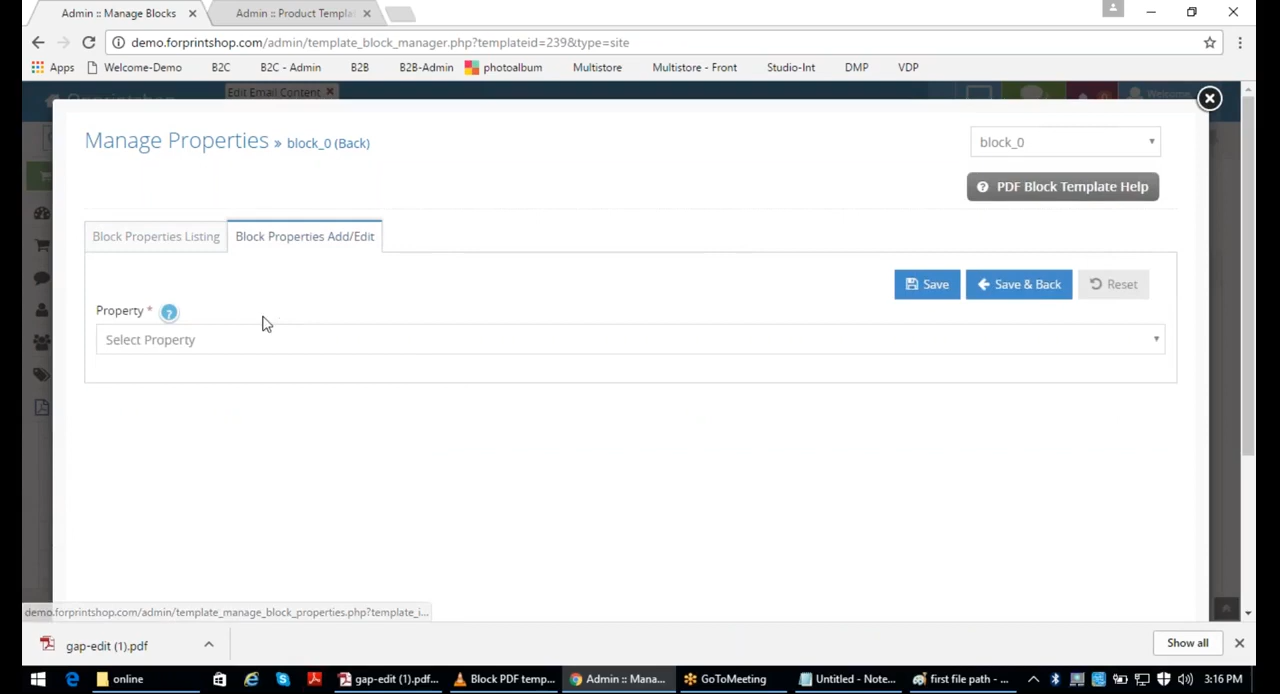 Admin :: Manage Blocks
Admin :: Product Templa
demo.forprintshop.com/admin/template_block_manager.php?templateid=239&type=site
Apps Welcome-Demo B2C B2C - Admin B2B B2B-Admin photoalbum Multistore Multistore - Front Studio-Int DMP VDP
Edit Email Content
Welcome
Manage Properties » block_0 (Back)
block_0
PDF Block Template Help
Block Properties Listing Block Properties Add/Edit
Save Save & Back Reset
Property * ?
Select Property
demo.forprintshop.com/admin/template_manage_block_properties.php?template_i...
gap-edit (1).pdf
Show all
online gap-edit (1).pdf... Block PDF temp... Admin :: Mana... GoToMeeting Untitled - Note... first file path - ... 3:16 PM